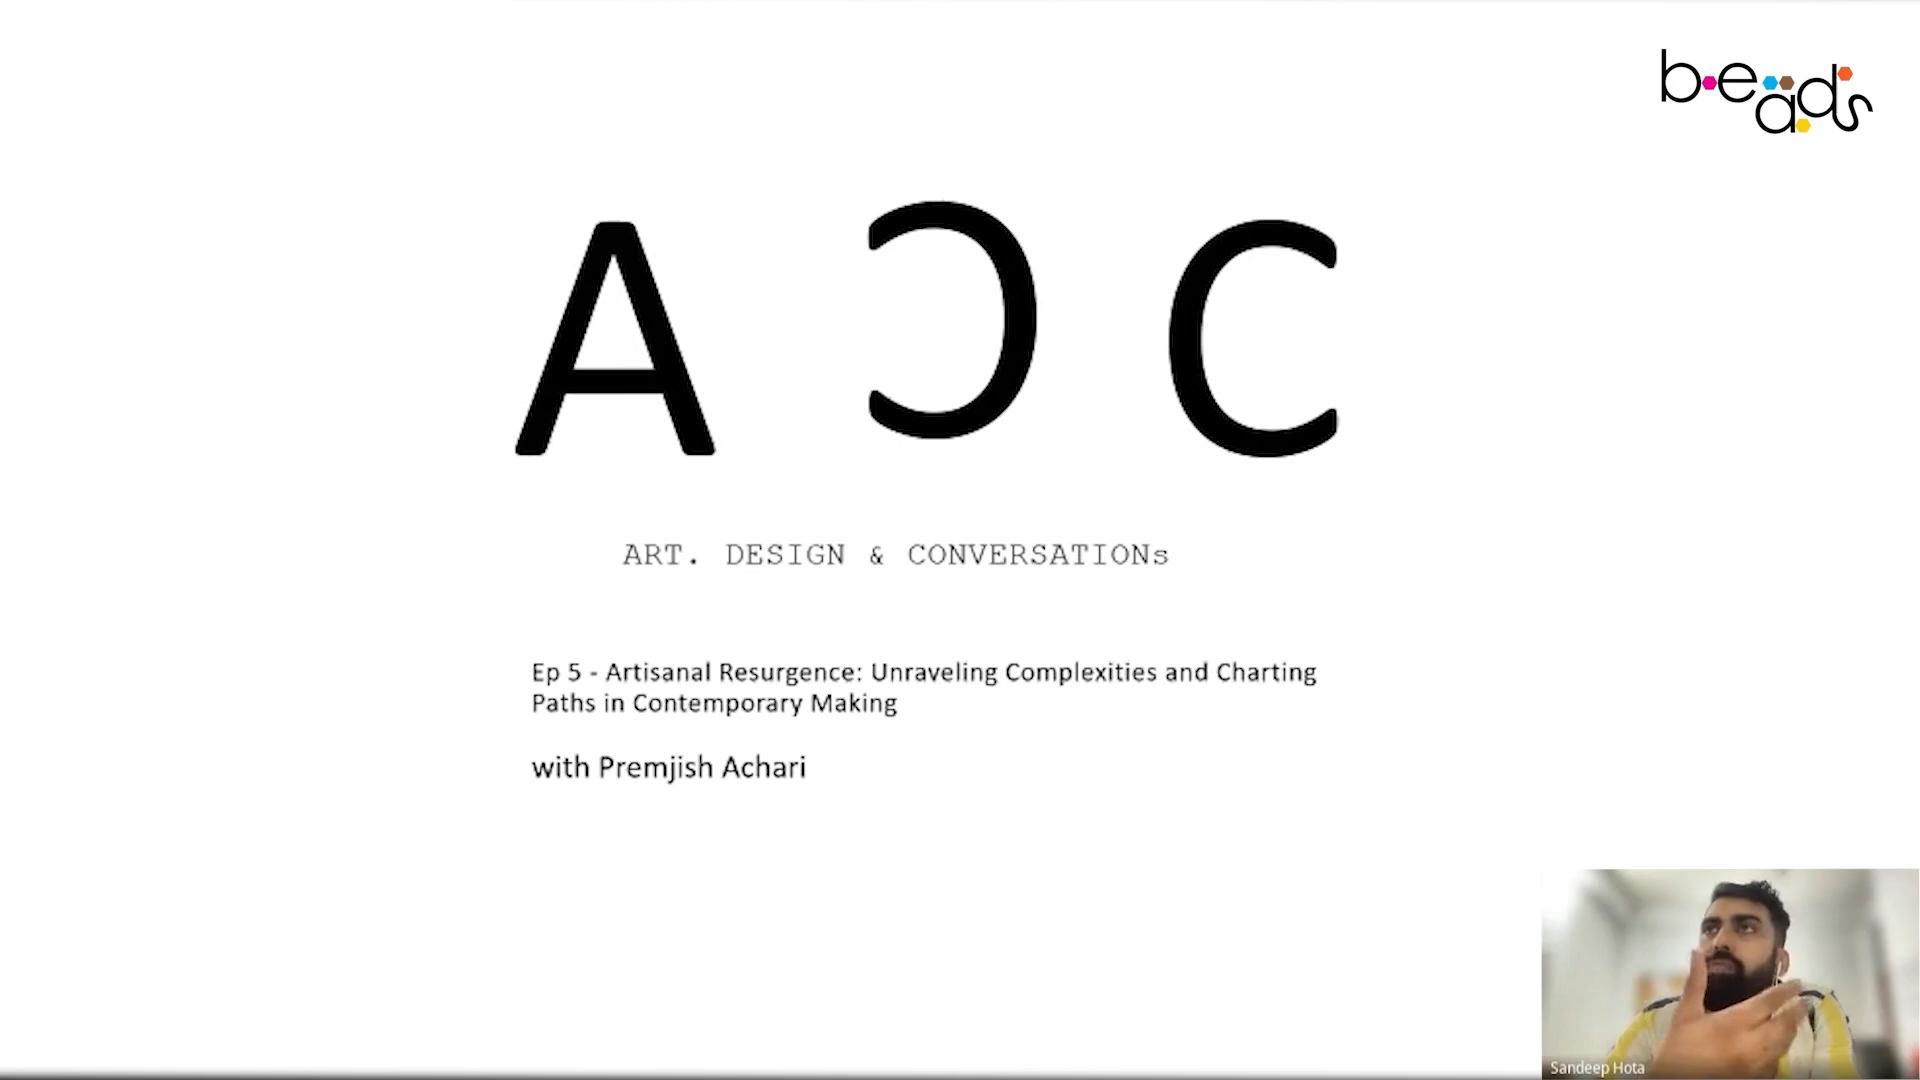 beads
A Ɔ C
ART. DESIGN & CONVERSATIONs
Ep 5 - Artisanal Resurgence: Unraveling Complexities and Charting
Paths in Contemporary Making
with Premjish Achari
Sandeep Hota